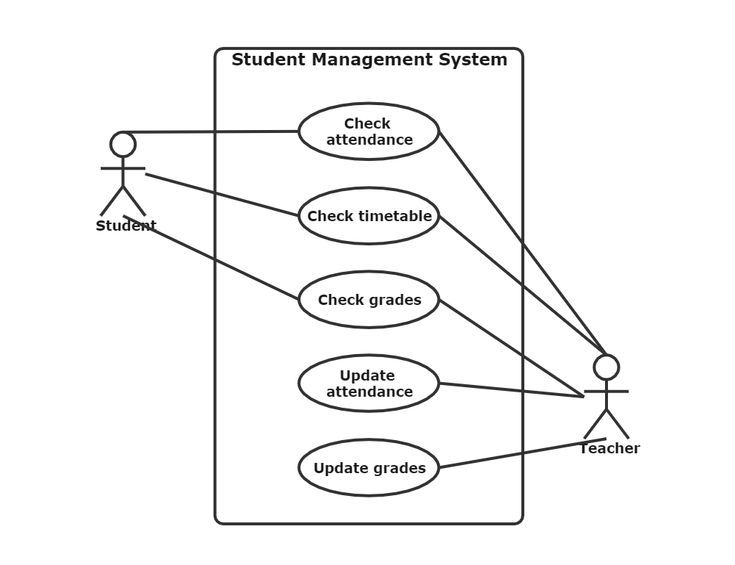 Student Management System
Check
attendance
Check timetable
Student
Check grades
Update
attendance
Teacher
Update grades